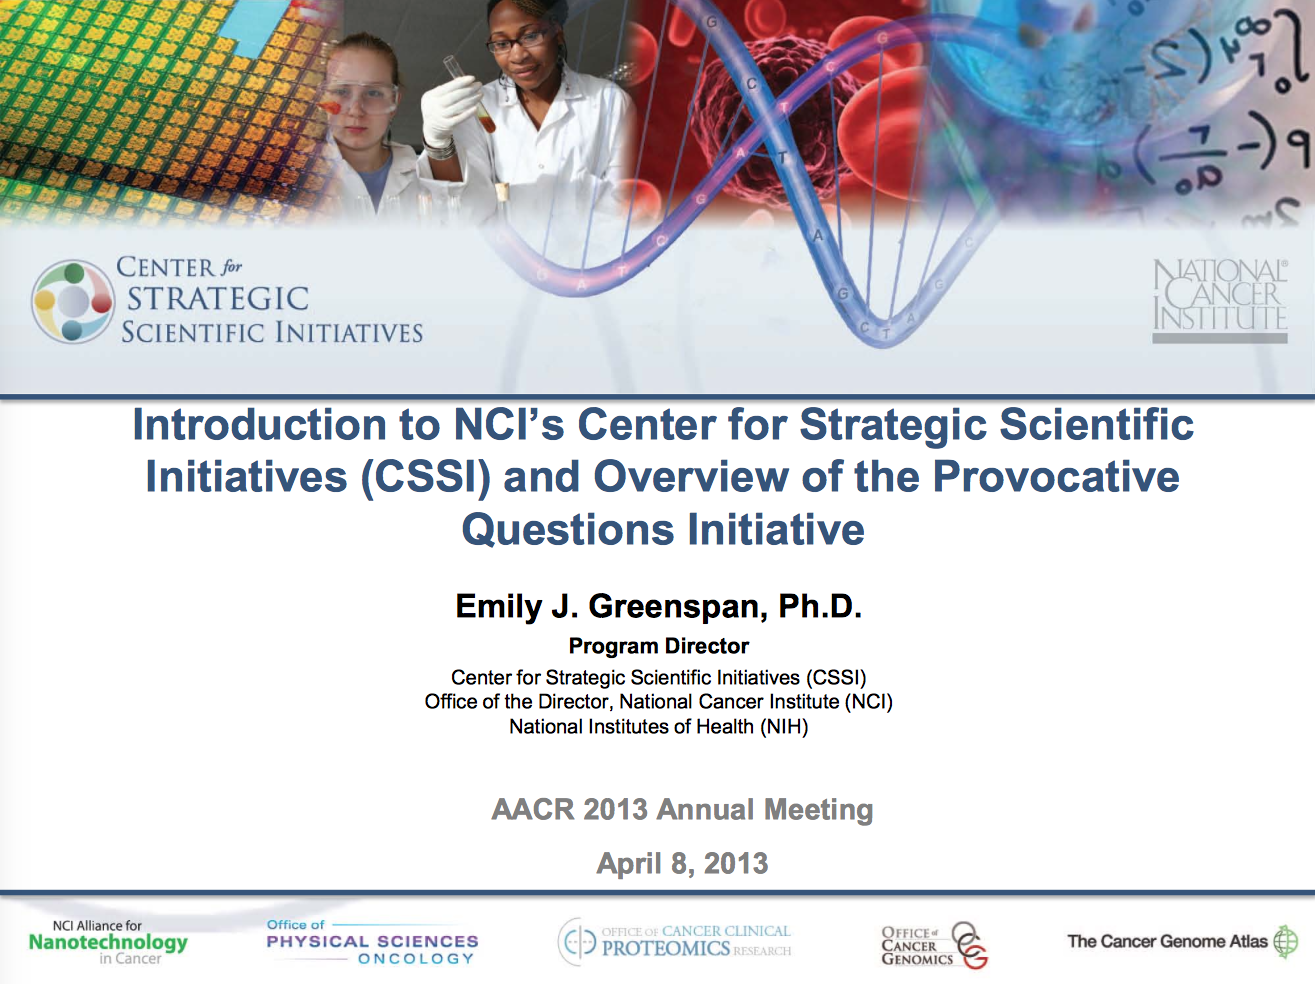 CENTER for
STRATEGIC
SCIENTIFIC INITIATIVES
NATIONAL®
CANCER
INSTITUTE
Introduction to NCI’s Center for Strategic Scientific
Initiatives (CSSI) and Overview of the Provocative
Questions Initiative
Emily J. Greenspan, Ph.D.
Program Director
Center for Strategic Scientific Initiatives (CSSI)
Office of the Director, National Cancer Institute (NCI)
National Institutes of Health (NIH)
AACR 2013 Annual Meeting
April 8, 2013
NCI Alliance for
Nanotechnology
in Cancer
Office of
PHYSICAL SCIENCES
ONCOLOGY
OFFICE OF CANCER CLINICAL
PROTEOMICS RESEARCH
OFFICE of
CANCER
GENOMICS
OCG
The Cancer Genome Atlas